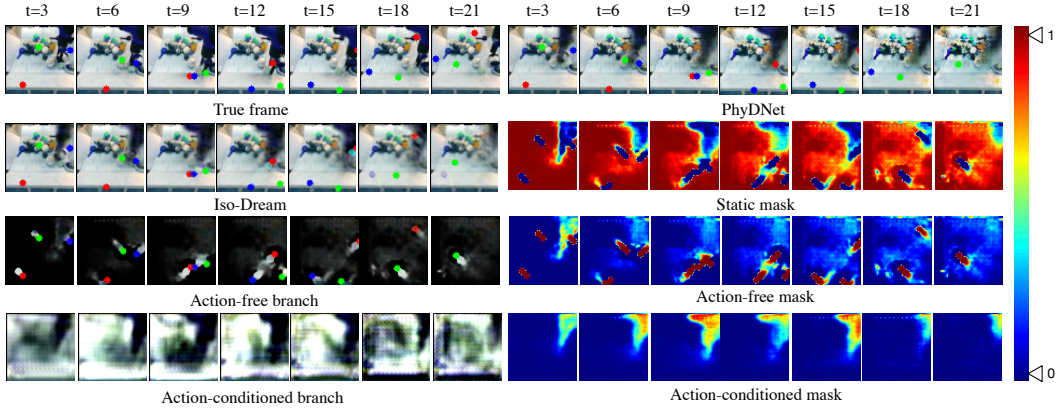 t=3 t=6 t=9 t=12 t=15 t=18 t=21 t=3 t=6 t=9 t=12 t=15 t=18 t=21
1
True frame PhyDNet
Iso-Dream Static mask
Action-free branch Action-free mask
0
Action-conditioned branch Action-conditioned mask